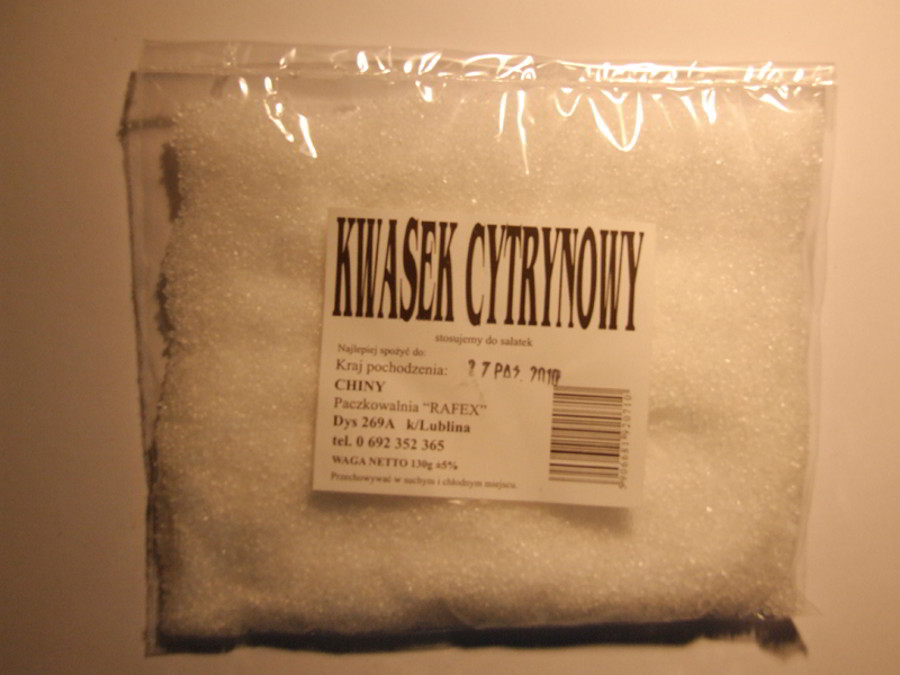 KWASEK CYTRYNOWY
stosujemy do sałatek
Najlepiej spożyć do:
Kraj pochodzenia: 27 PAŹ. 2010
CHINY
Paczkowalnia "RAFEX"
Dys 269A k/Lublina
tel. 0 692 352 365
WAGA NETTO 130g ±5%
Przechowywać w suchym i chłodnym miejscu.